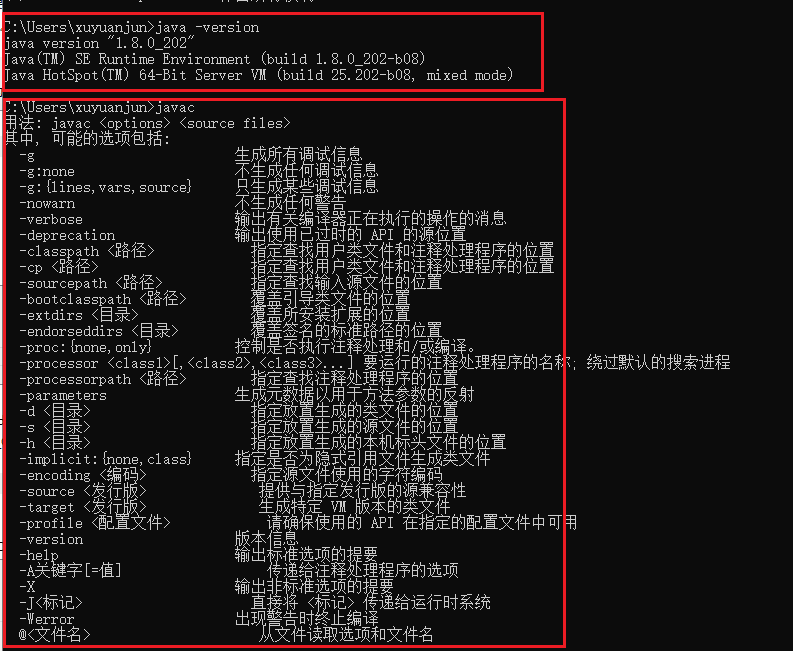 C:\Users\xuyuanjun>java -version
java version "1.8.0_202"
Java(TM) SE Runtime Environment (build 1.8.0_202-b08)
Java HotSpot(TM) 64-Bit Server VM (build 25.202-b08, mixed mode)
C:\Users\xuyuanjun>javac
用法: javac <options> <source files>
其中, 可能的选项包括:
-g 生成所有调试信息
-g:none 不生成任何调试信息
-g:{lines,vars,source} 只生成某些调试信息
-nowarn 不生成任何警告
-verbose 输出有关编译器正在执行的操作的消息
-deprecation 输出使用已过时的 API 的源位置
-classpath <路径> 指定查找用户类文件和注释处理程序的位置
-cp <路径> 指定查找用户类文件和注释处理程序的位置
-sourcepath <路径> 指定查找输入源文件的位置
-bootclasspath <路径> 覆盖引导类文件的位置
-extdirs <目录> 覆盖所安装扩展的位置
-endorseddirs <目录> 覆盖签名的标准路径的位置
-proc:{none,only} 控制是否执行注释处理和/或编译。
-processor <class1>[,<class2>,<class3>...] 要运行的注释处理程序的名称; 绕过默认的搜索进程
-processorpath <路径> 指定查找注释处理程序的位置
-parameters 生成元数据以用于方法参数的反射
-d <目录> 指定放置生成的类文件的位置
-s <目录> 指定放置生成的源文件的位置
-h <目录> 指定放置生成的本机标头文件的位置
-implicit:{none,class} 指定是否为隐式引用文件生成类文件
-encoding <编码> 指定源文件使用的字符编码
-source <发行版> 提供与指定发行版的源兼容性
-target <发行版> 生成特定 VM 版本的类文件
-profile <配置文件> 请确保使用的 API 在指定的配置文件中可用
-version 版本信息
-help 输出标准选项的提要
-A关键字[=值] 传递给注释处理程序的选项
-X 输出非标准选项的提要
-J<标记> 直接将 <标记> 传递给运行时系统
-Werror 出现警告时终止编译
@<文件名> 从文件读取选项和文件名